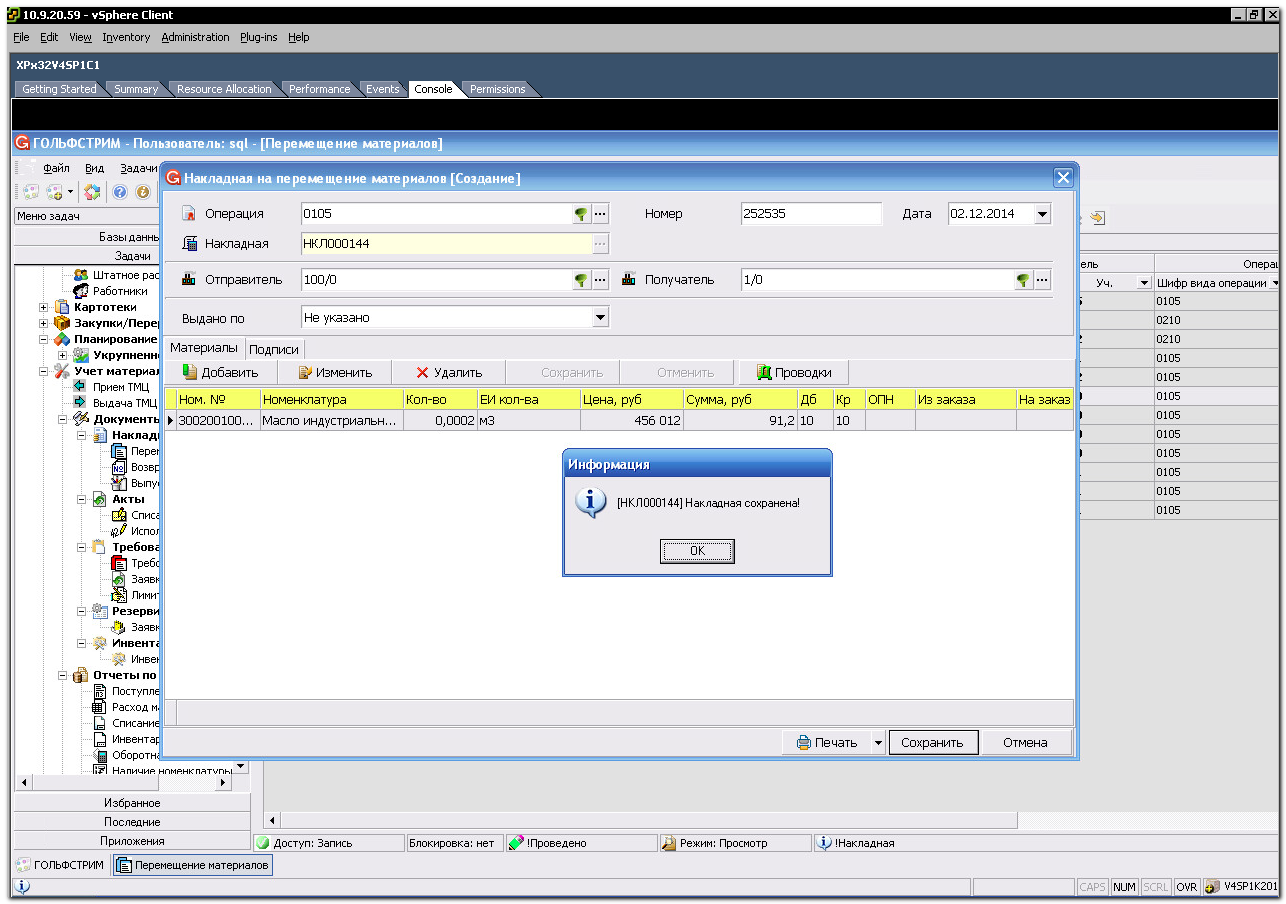 10.9.20.59 - vSphere Client
File Edit View Inventory Administration Plug-ins Help
XPx32V4SP1C1
Getting Started Summary Resource Allocation Performance Events Console Permissions
ГОЛЬФСТРИМ - Пользователь: sql - [Перемещение материалов]
Файл Вид Задачи
Меню задач
Базы данн
Задачи
Штатное рас
Работники
Картотеки
Закупки/Пере
Планирование
Укрупненн
Учет материал
Прием ТМЦ
Выдача ТМЦ
Документы
Наклад
Перем
Возвр
Выпус
Акты
Списа
Испол
Требова
Требо
Заявк
Лимит
Резерви
Заявк
Инвента
Инвен
Отчеты по
Поступле
Расход м
Списание
Инвентар
Оборотна
Наличие номенклатуры
Избранное
Последние
Приложения
Накладная на перемещение материалов [Создание]
Операция 0105 ... Номер 252535 Дата 02.12.2014
Накладная НКЛ000144 ...
Отправитель 100/0 ... Получатель 1/0 ...
Выдано по Не указано
Материалы Подписи
Добавить Изменить Удалить Сохранить Отменить Проводки
Ном. № Номенклатура Кол-во ЕИ кол-ва Цена, руб Сумма, руб Дб Кр ОПН Из заказа На заказ
300200100... Масло индустриальн... 0,0002 м3 456 012 91,2 10 10
Информация
[НКЛ000144] Накладная сохранена!
OK
Печать Сохранить Отмена
ель Операц
Уч. Шифр вида операции
0105
0210
0210
0105
0105
0105
0105
0105
0105
0105
0105
0105
Доступ: Запись Блокировка: нет !Проведено Режим: Просмотр !Накладная
ГОЛЬФСТРИМ Перемещение материалов
CAPS NUM SCRL OVR V4SP1K201